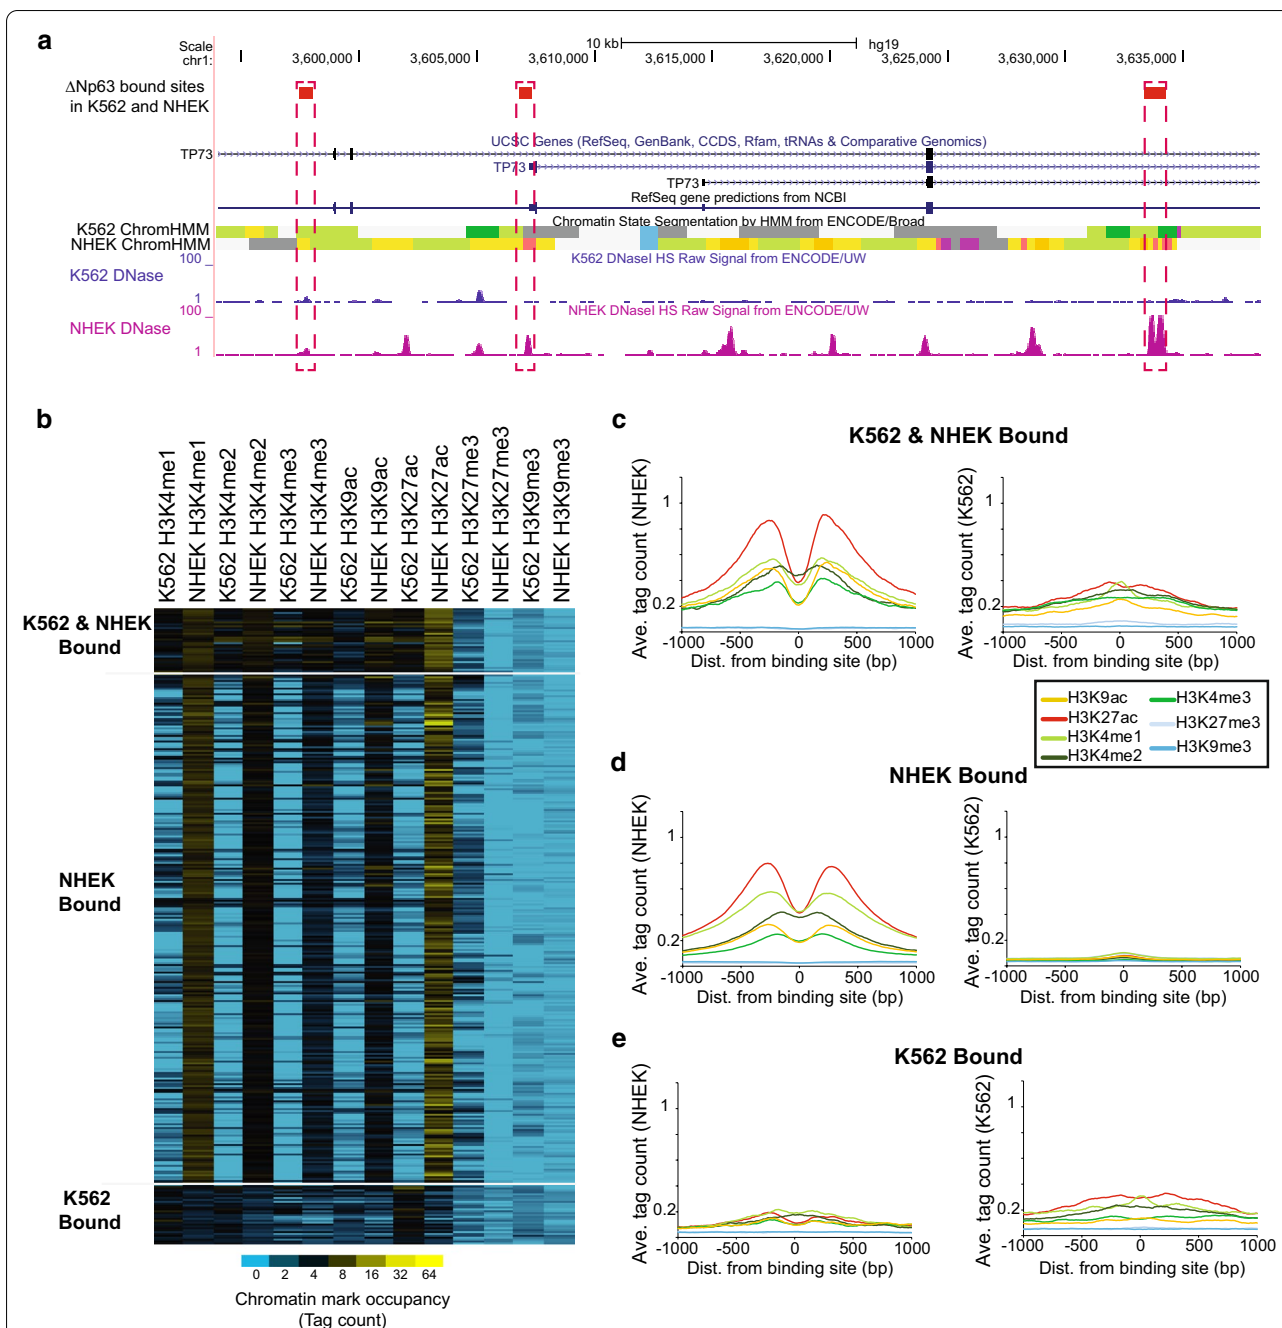 a
Scale
10 kb
hg19
chr1:
3,600,000
3,605,000
3,610,000
3,615,000
3,620,000
3,625,000
3,630,000
3,635,000
ΔNp63 bound sites
in K562 and NHEK
UCSC Genes (RefSeq, GenBank, CCDS, Rfam, tRNAs & Comparative Genomics)
TP73
TP73
TP73
RefSeq gene predictions from NCBI
Chromatin State Segmentation by HMM from ENCODE/Broad
K562 ChromHMM
NHEK ChromHMM
K562 DNaseI HS Raw Signal from ENCODE/UW
100
K562 DNase
1
NHEK DNaseI HS Raw Signal from ENCODE/UW
100
NHEK DNase
1
b
K562 H3K4me1
NHEK H3K4me1
K562 H3K4me2
NHEK H3K4me2
K562 H3K4me3
NHEK H3K4me3
K562 H3K9ac
NHEK H3K9ac
K562 H3K27ac
NHEK H3K27ac
K562 H3K27me3
NHEK H3K27me3
K562 H3K9me3
NHEK H3K9me3
K562 & NHEK
Bound
NHEK
Bound
K562
Bound
0 2 4 8 16 32 64
Chromatin mark occupancy
(Tag count)
c
K562 & NHEK Bound
Ave. tag count (NHEK)
1
0.2
-1000 -500 0 500 1000
Dist. from binding site (bp)
Ave. tag count (K562)
1
0.2
-1000 -500 0 500 1000
Dist. from binding site (bp)
H3K9ac
H3K27ac
H3K4me1
H3K4me2
H3K4me3
H3K27me3
H3K9me3
d
NHEK Bound
Ave. tag count (NHEK)
1
0.2
-1000 -500 0 500 1000
Dist. from binding site (bp)
Ave. tag count (K562)
1
0.2
-1000 -500 0 500 1000
Dist. from binding site (bp)
e
K562 Bound
Ave. tag count (NHEK)
1
0.2
-1000 -500 0 500 1000
Dist. from binding site (bp)
Ave. tag count (K562)
1
0.2
-1000 -500 0 500 1000
Dist. from binding site (bp)